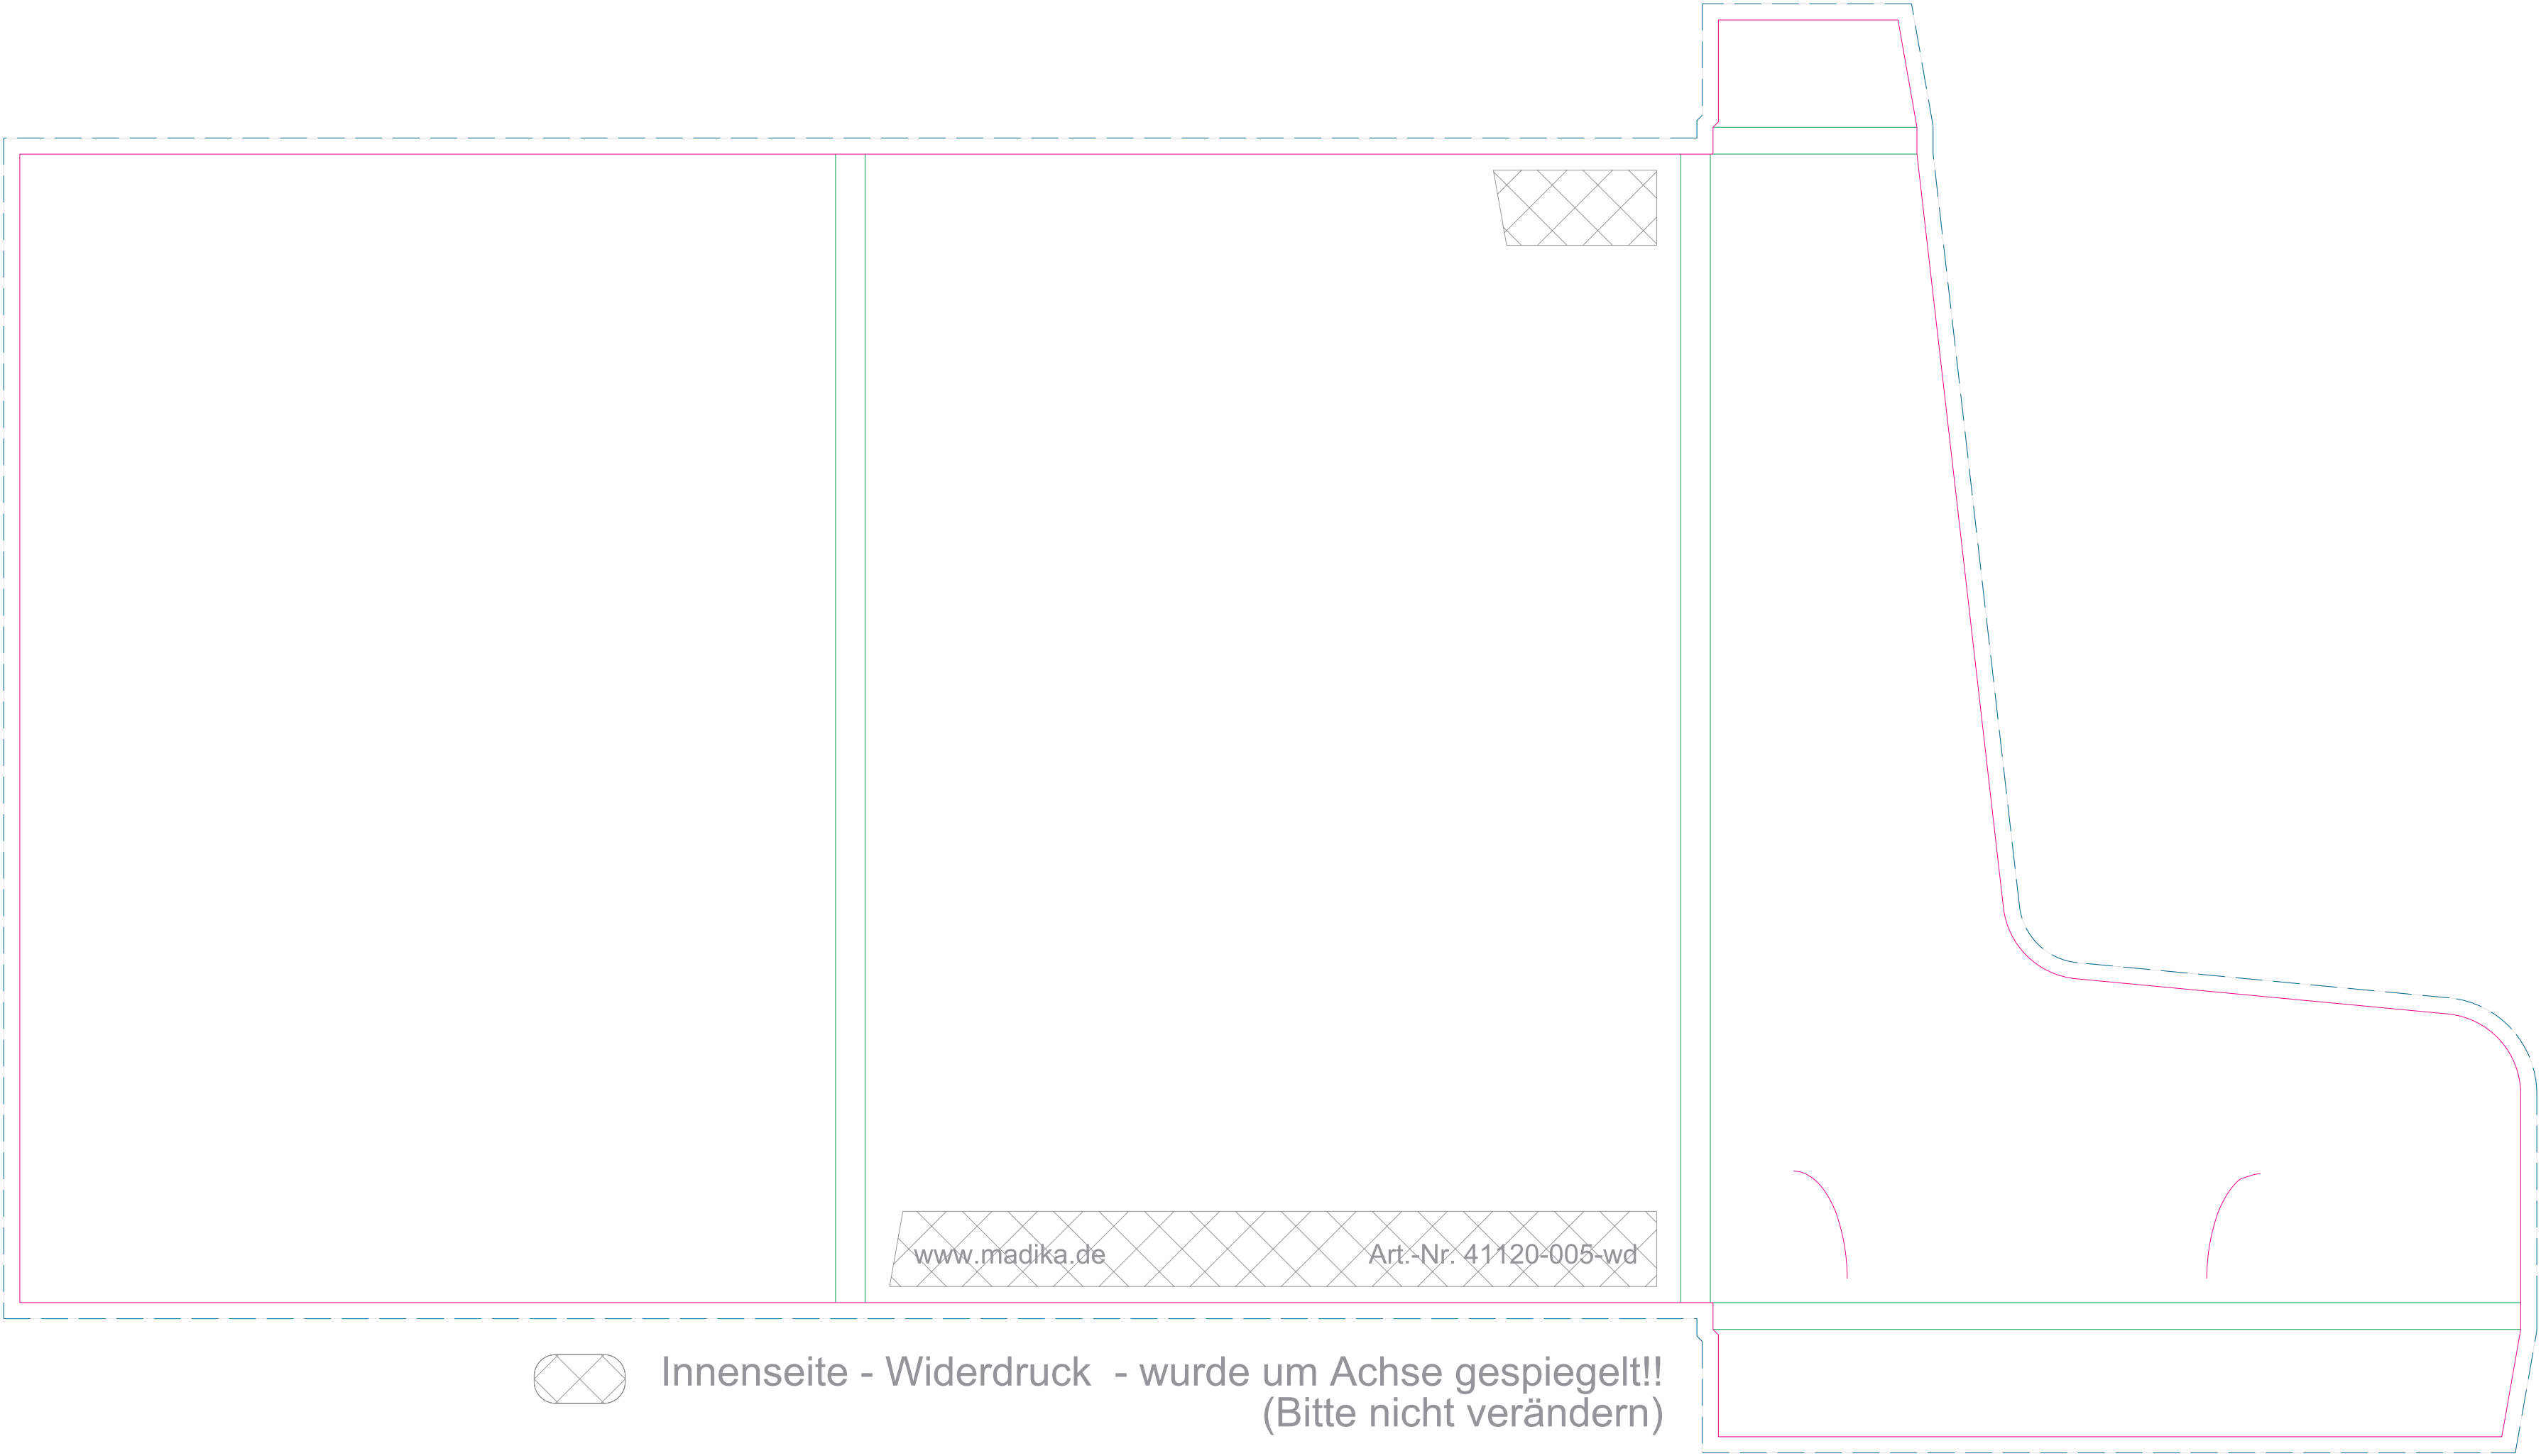 www.madika.de Art.-Nr. 41120-005-wd
Innenseite - Widerdruck - wurde um Achse gespiegelt!!
(Bitte nicht verändern)